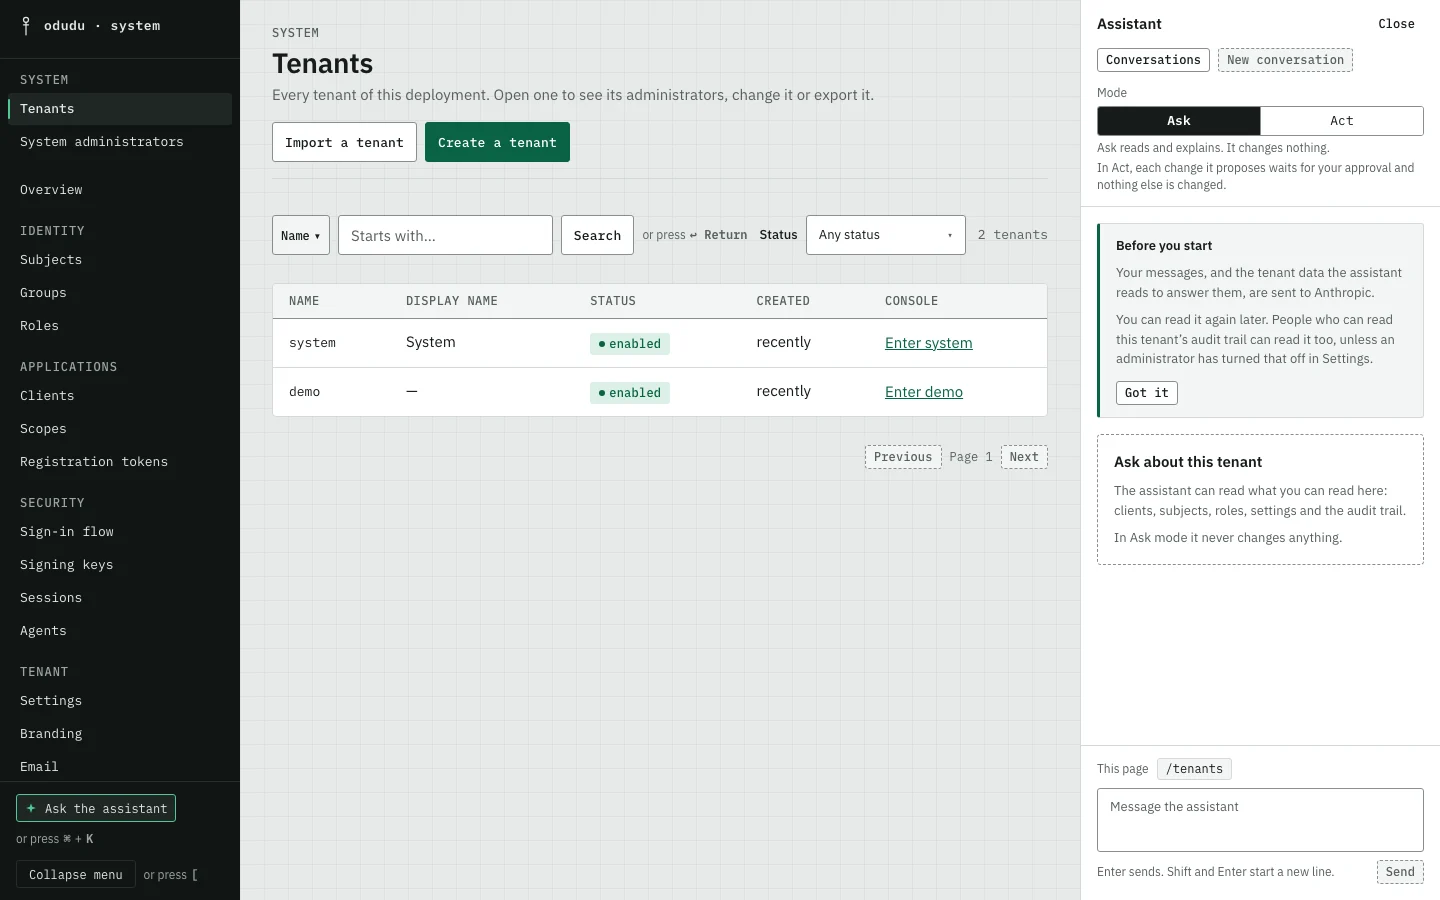 odudu · system
SYSTEM
Tenants
System administrators
Overview
IDENTITY
Subjects
Groups
Roles
APPLICATIONS
Clients
Scopes
Registration tokens
SECURITY
Sign-in flow
Signing keys
Sessions
Agents
TENANT
Settings
Branding
Email
Ask the assistant
or press ⌘ + K
Collapse menu or press [
SYSTEM
Tenants
Every tenant of this deployment. Open one to see its administrators, change it or export it.
Import a tenant Create a tenant
Name ▾ Starts with... Search or press ↩ Return Status Any status ▾ 2 tenants
NAME DISPLAY NAME STATUS CREATED CONSOLE
system System enabled recently Enter system
demo — enabled recently Enter demo
Previous Page 1 Next
Assistant Close
Conversations New conversation
Mode
Ask Act
Ask reads and explains. It changes nothing.
In Act, each change it proposes waits for your approval and
nothing else is changed.
Before you start
Your messages, and the tenant data the assistant
reads to answer them, are sent to Anthropic.
You can read it again later. People who can read
this tenant's audit trail can read it too, unless an
administrator has turned that off in Settings.
Got it
Ask about this tenant
The assistant can read what you can read here:
clients, subjects, roles, settings and the audit trail.
In Ask mode it never changes anything.
This page /tenants
Message the assistant
Enter sends. Shift and Enter start a new line. Send